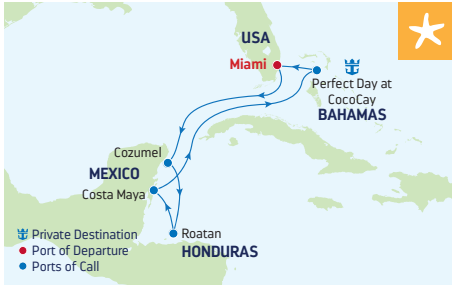 USA
Miami
Perfect Day at
CocoCay
BAHAMAS
Cozumel
MEXICO
Costa Maya
Roatan
HONDURAS
Private Destination
Port of Departure
Ports of Call